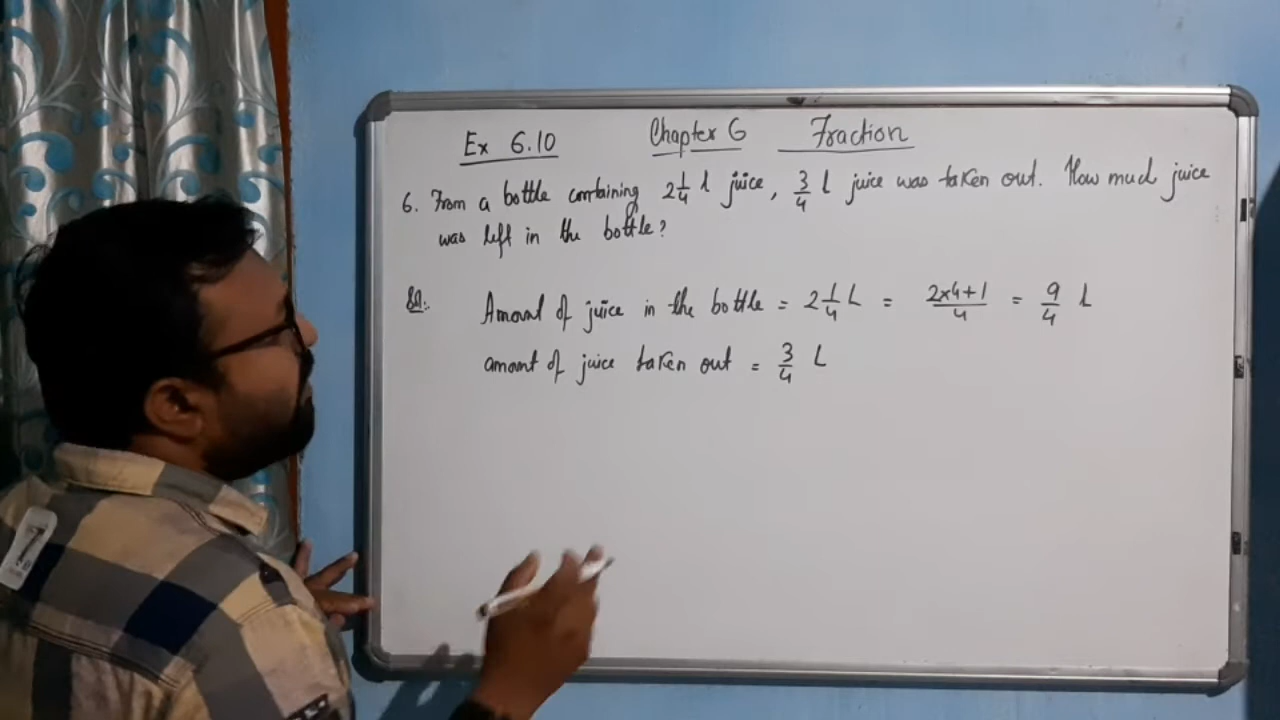 Ex 6.10 Chapter 6 Fraction
6. From a bottle containing 2 1/4 l juice, 3/4 l juice was taken out. How much juice
was left in the bottle?
Sol. Amount of juice in the bottle = 2 1/4 L = 2x4+1/4 = 9/4 L
amount of juice taken out = 3/4 L